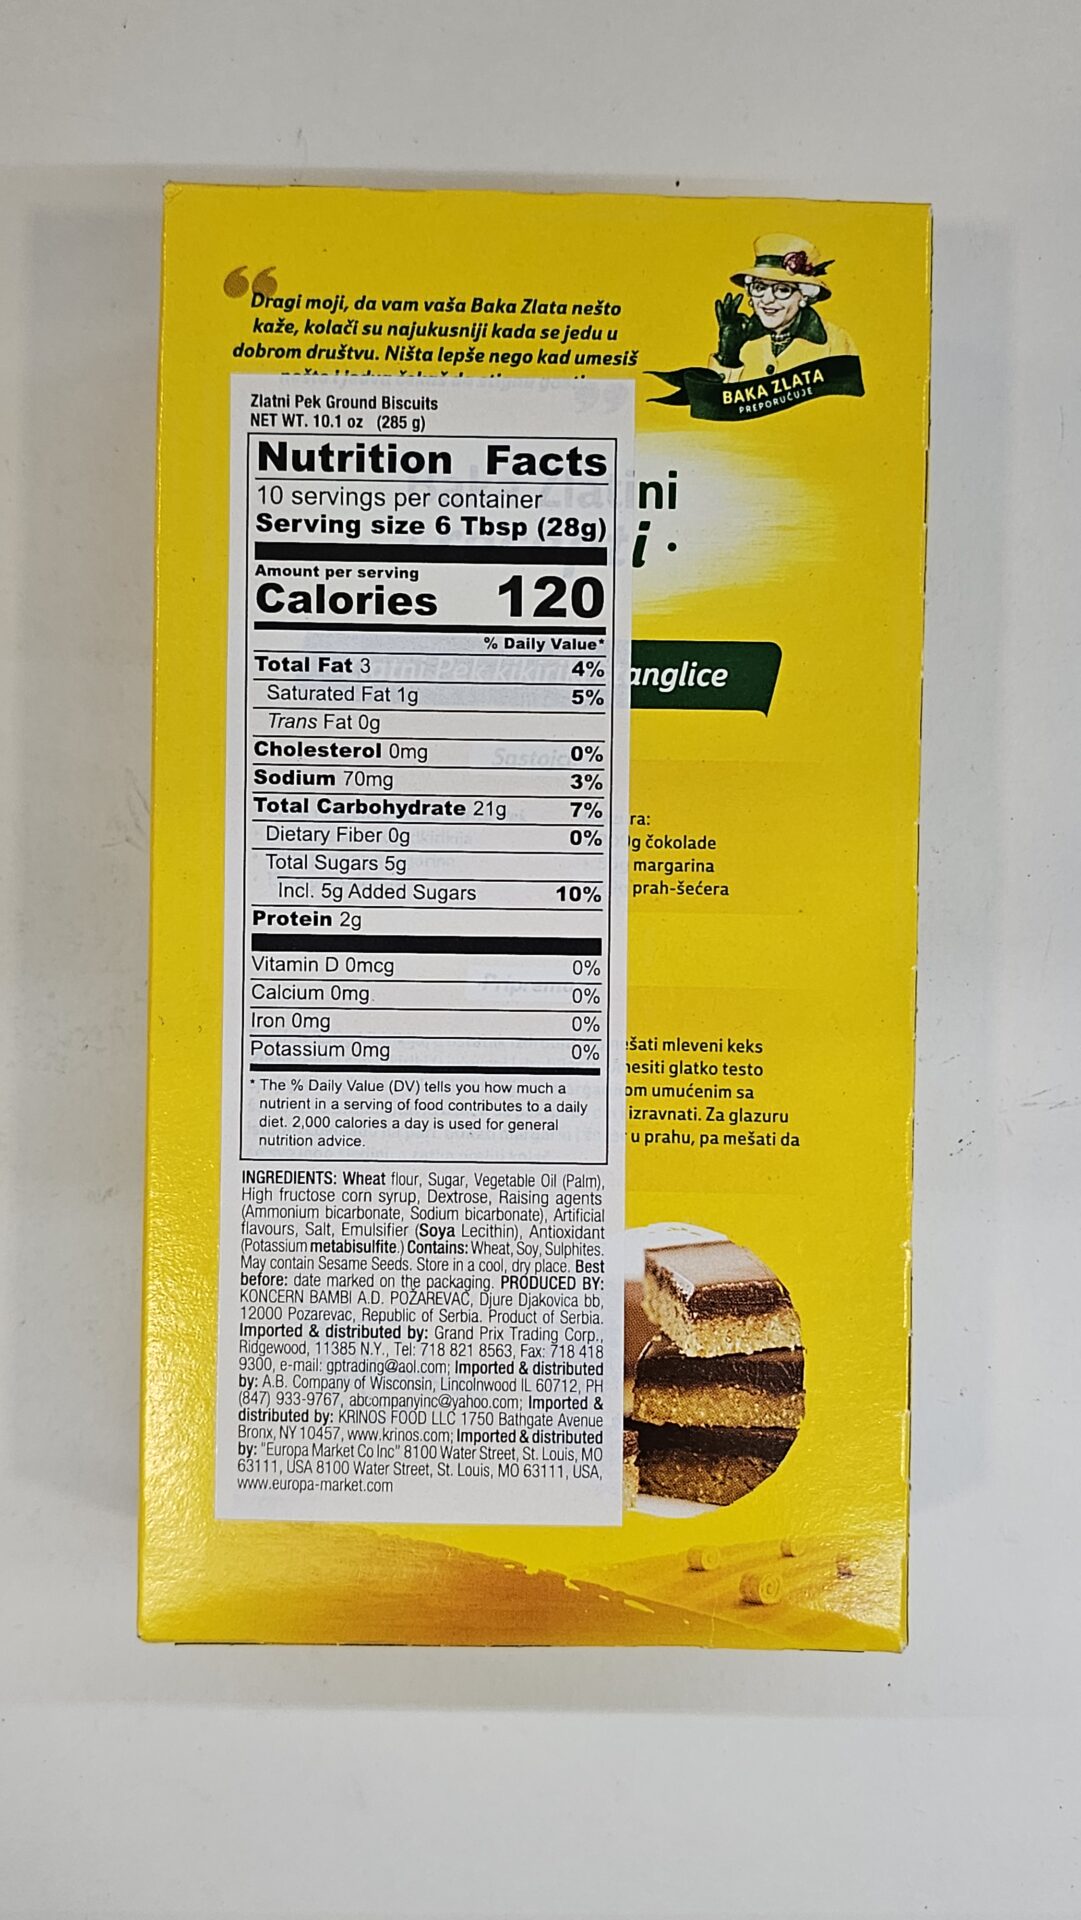 Dragi moji, da vam vaša Baka Zlata nešto
kaže, kolači su najukusniji kada se jedu u
dobrom društvu. Ništa lepše nego kad umesiš
BAKA ZLATA
PREPORUČUJE
Zlatni Pek Ground Biscuits
NET WT. 10.1 oz (285 g)
Nutrition Facts
10 servings per container
Serving size 6 Tbsp (28g)
Amount per serving
Calories 120
% Daily Value*
Total Fat 3 4%
Saturated Fat 1g 5%
Trans Fat 0g
Cholesterol 0mg 0%
Sodium 70mg 3%
Total Carbohydrate 21g 7%
Dietary Fiber 0g 0%
Total Sugars 5g
Incl. 5g Added Sugars 10%
Protein 2g
Vitamin D 0mcg 0%
Calcium 0mg 0%
Iron 0mg 0%
Potassium 0mg 0%
* The % Daily Value (DV) tells you how much a
nutrient in a serving of food contributes to a daily
diet. 2,000 calories a day is used for general
nutrition advice.
INGREDIENTS: Wheat flour, Sugar, Vegetable Oil (Palm),
High fructose corn syrup, Dextrose, Raising agents
(Ammonium bicarbonate, Sodium bicarbonate), Artificial
flavours, Salt, Emulsifier (Soya Lecithin), Antioxidant
(Potassium metabisulfite.) Contains: Wheat, Soy, Sulphites.
May contain Sesame Seeds. Store in a cool, dry place. Best
before: date marked on the packaging. PRODUCED BY:
KONCERN BAMBI A.D. POŽAREVAC, Djure Djakovica bb,
12000 Pozarevac, Republic of Serbia. Product of Serbia.
Imported & distributed by: Grand Prix Trading Corp.,
Ridgewood, 11385 N.Y., Tel: 718 821 8563, Fax: 718 418
9300, e-mail: gptrading@aol.com; Imported & distributed
by: A.B. Company of Wisconsin, Lincolnwood IL 60712, PH
(847) 933-9767, abcompanyinc@yahoo.com; Imported &
distributed by: KRINOS FOOD LLC 1750 Bathgate Avenue
Bronx, NY 10457, www.krinos.com; Imported & distributed
by: "Europa Market Co Inc" 8100 Water Street, St. Louis, MO
63111, USA 8100 Water Street, St. Louis, MO 63111, USA,
www.europa-market.com
ni
i
anglice
ra:
g čokolade
margarina
prah-šećera
ešati mleveni keks
esiti glatko testo
om umućenim sa
izravnati. Za glazuru
u prahu, pa mešati da